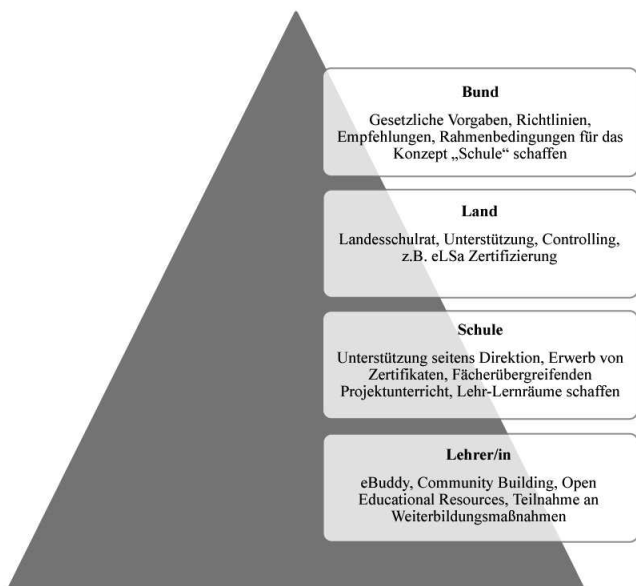 Bund
Gesetzliche Vorgaben, Richtlinien,
Empfehlungen, Rahmenbedingungen für das
Konzept „Schule“ schaffen
Land
Landesschulrat, Unterstützung, Controlling,
z.B. eLSa Zertifizierung
Schule
Unterstützung seitens Direktion, Erwerb von
Zertifikaten, Fächerübergreifenden
Projektunterricht, Lehr-Lernräume schaffen
Lehrer/in
eBuddy, Community Building, Open
Educational Resources, Teilnahme an
Weiterbildungsmaßnahmen